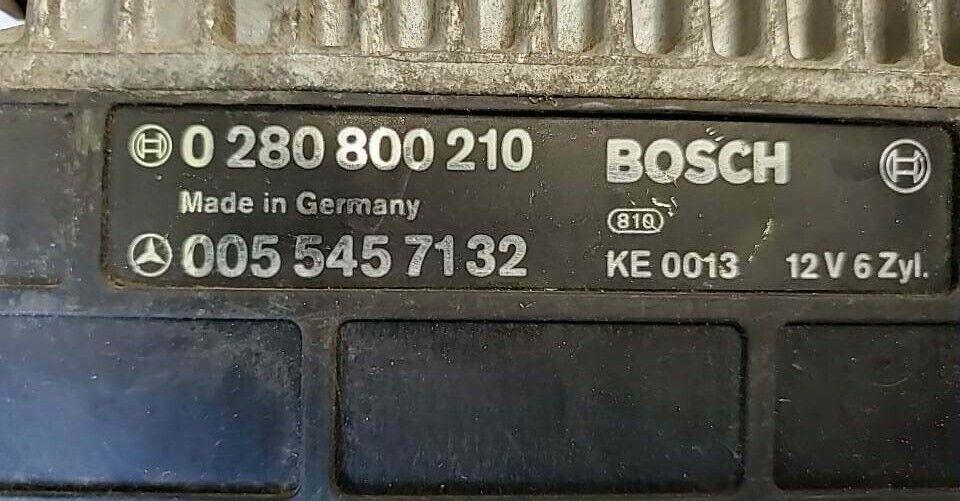 0 280 800 210
BOSCH
Made in Germany
810
005 545 7132
KE 0013
12 V 6 Zyl.